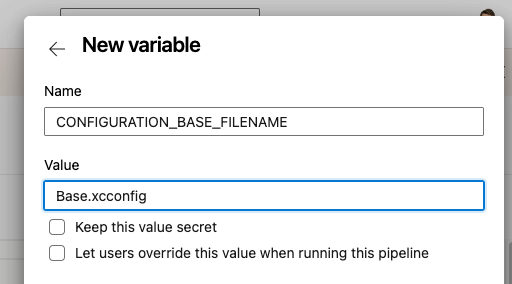 New variable
Name
CONFIGURATION_BASE_FILENAME
Value
Base.xcconfig
Keep this value secret
Let users override this value when running this pipeline